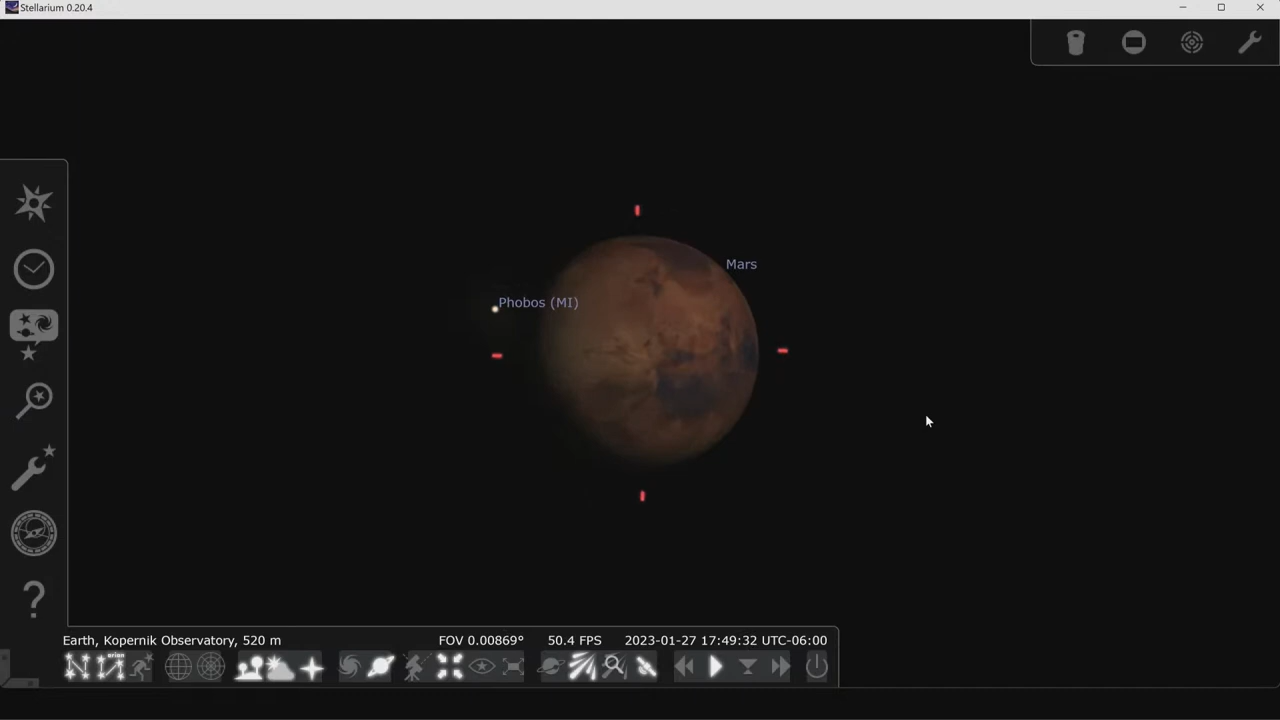 Stellarium 0.20.4
Mars
Phobos (MI)
Earth, Kopernik Observatory, 520 m FOV 0.00869° 50.4 FPS 2023-01-27 17:49:32 UTC-06:00